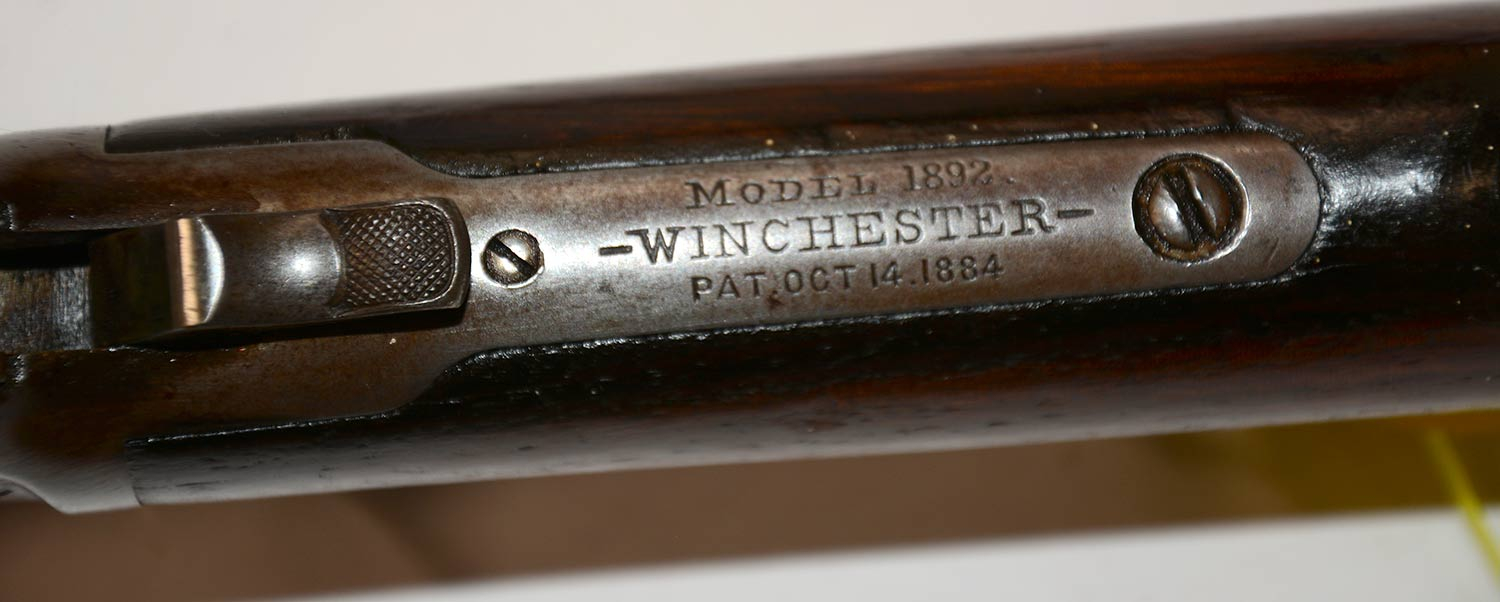 MODEL 1892.
-WINCHESTER-
PAT. OCT 14. 1884